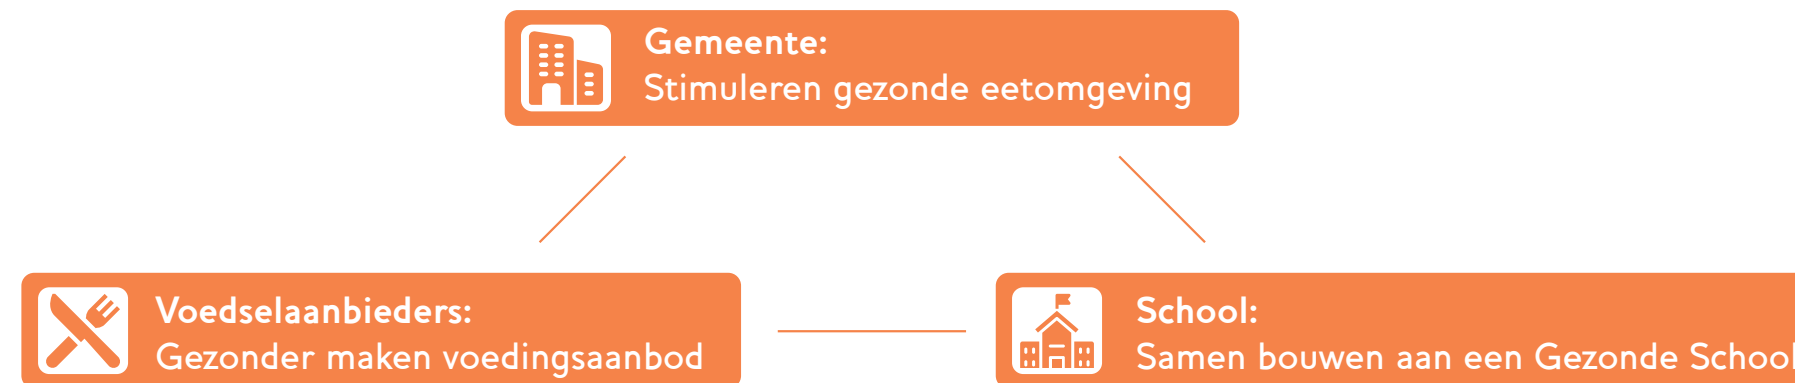 Gemeente:
Stimuleren gezonde eetomgeving
Voedselaanbieders:
Gezonder maken voedingsaanbod
School:
Samen bouwen aan een Gezonde School